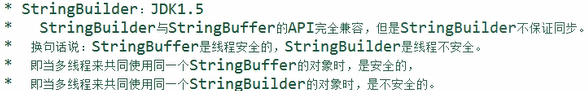 * StringBuilder：JDK1.5
* StringBuilder与StringBuffer的API完全兼容，但是StringBuilder不保证同步。
* 换句话说：StringBuffer是线程安全的，StringBuilder是线程不安全。
* 即当多线程来共同使用同一个StringBuffer的对象时，是安全的，
* 即当多线程来共同使用同一个StringBuilder的对象时，是不安全的。